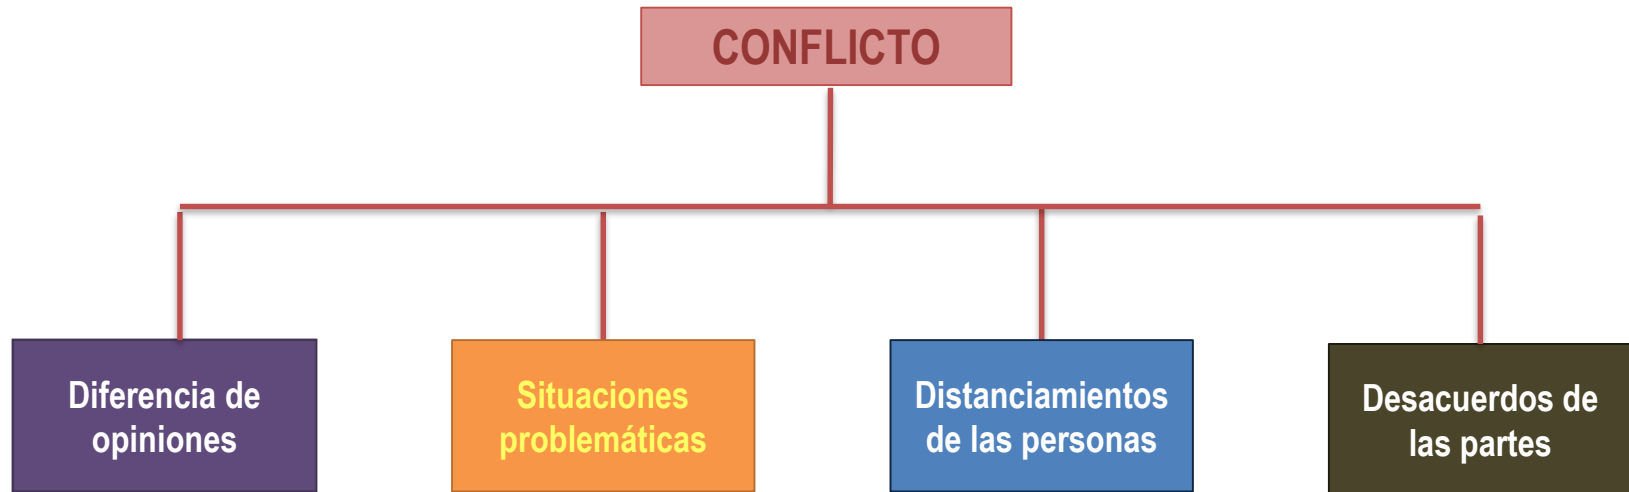 CONFLICTO
Diferencia de
opiniones
Situaciones
problemáticas
Distanciamientos
de las personas
Desacuerdos de
las partes